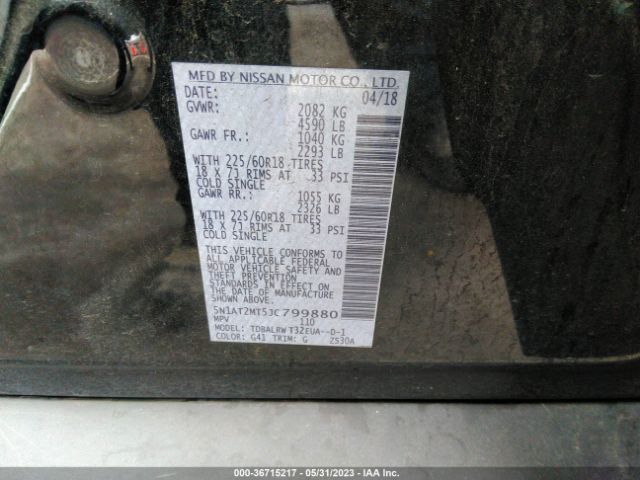 MFD BY NISSAN MOTOR CO., LTD.
DATE: 04/18
GVWR: 2082 KG
4590 LB
GAWR FR.: 1040 KG
2293 LB
WITH 225/60R18 TIRES
18 X 7J RIMS AT 33 PSI
COLD SINGLE
GAWR RR.: 1055 KG
2326 LB
WITH 225/60R18 TIRES
18 X 7J RIMS AT 33 PSI
COLD SINGLE
THIS VEHICLE CONFORMS TO
ALL APPLICABLE FEDERAL
MOTOR VEHICLE SAFETY AND
THEFT PREVENTION
STANDARDS IN EFFECT
ON THE DATE OF MANUFACTURE
SHOWN ABOVE.
5N1AT2MT5JC799880
MPV 110
MODEL: TDBALRW T32EUA--D-1
COLOR: G41 TRIM: G ZS30A
000-36715217 - 05/31/2023 - © IAA Inc.